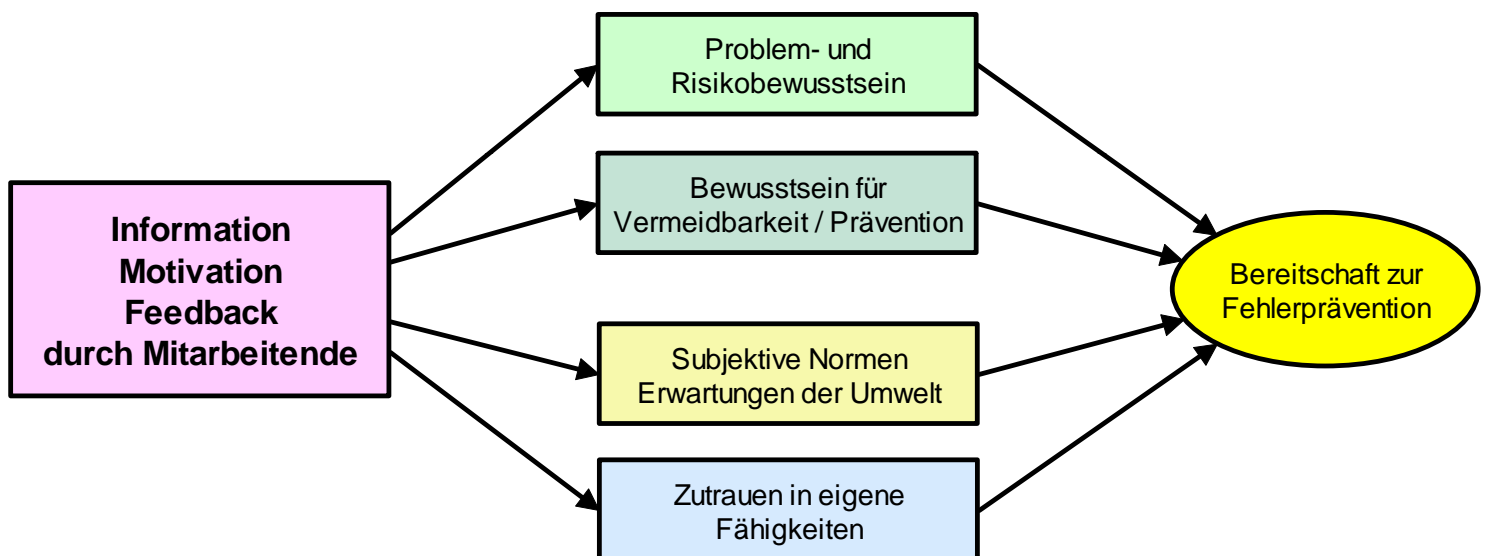 Information
Motivation
Feedback
durch Mitarbeitende
Problem- und
Risikobewusstsein
Bewusstsein für
Vermeidbarkeit / Prävention
Subjektive Normen
Erwartungen der Umwelt
Zutrauen in eigene
Fähigkeiten
Bereitschaft zur
Fehlerprävention